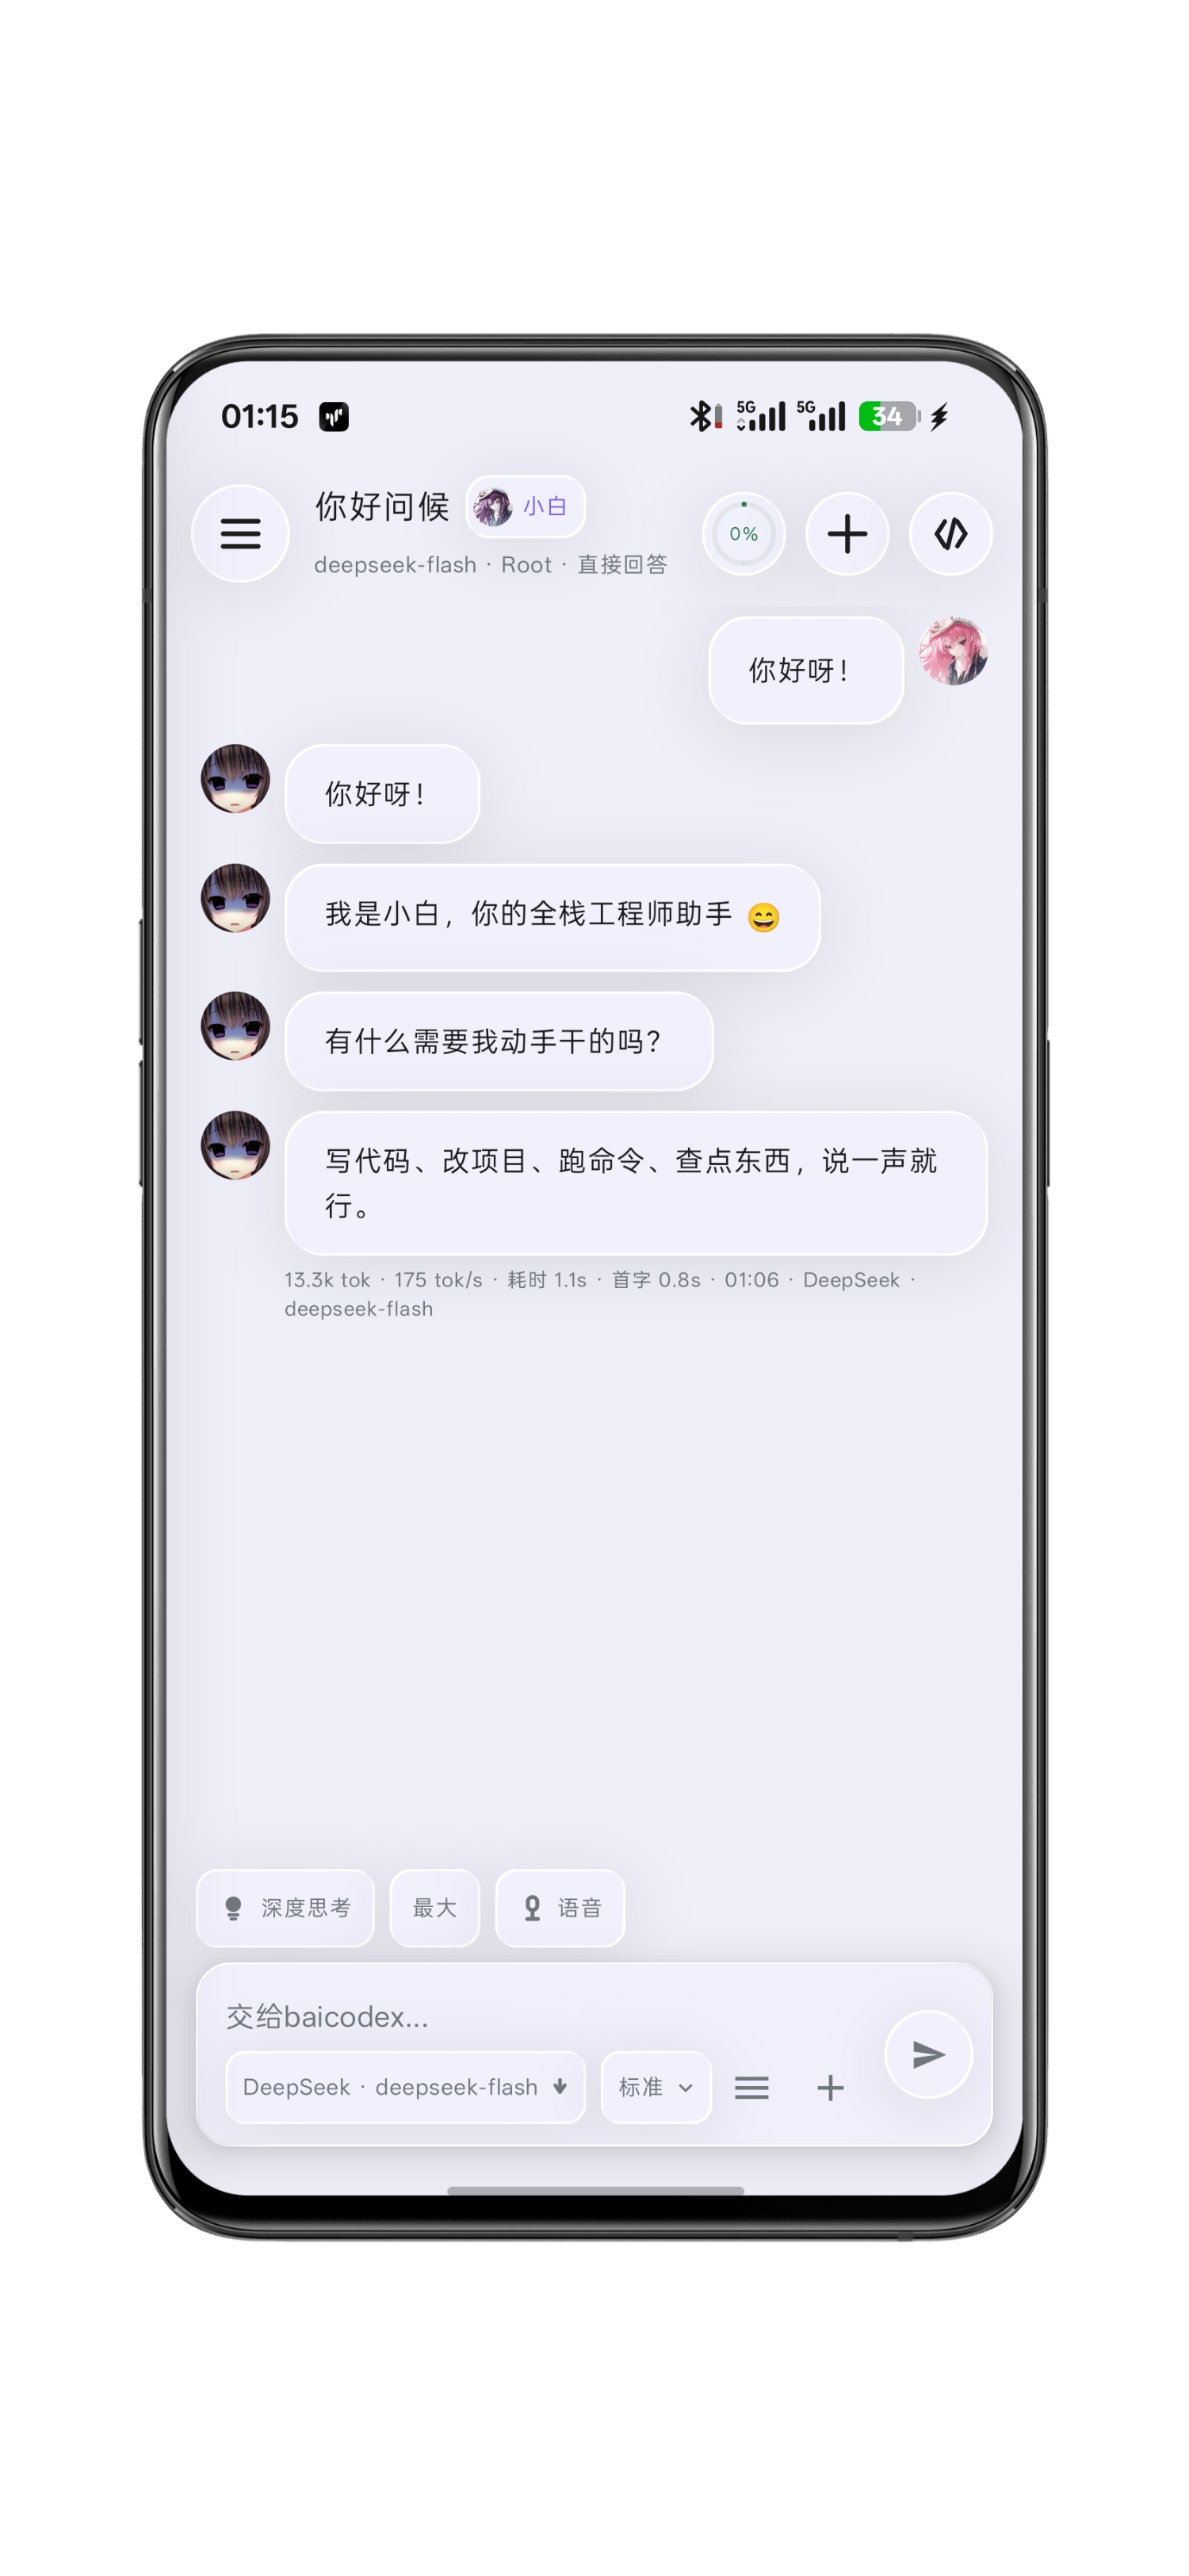 01:15
5G 5G 34
你好问候 小白
deepseek-flash · Root · 直接回答
0%
你好呀！
你好呀！
我是小白，你的全栈工程师助手 😄
有什么需要我动手干的吗？
写代码、改项目、跑命令、查点东西，说一声就
行。
13.3k tok · 175 tok/s · 耗时 1.1s · 首字 0.8s · 01:06 · DeepSeek ·
deepseek-flash
深度思考 最大 语音
交给baicodex...
DeepSeek · deepseek-flash 标准